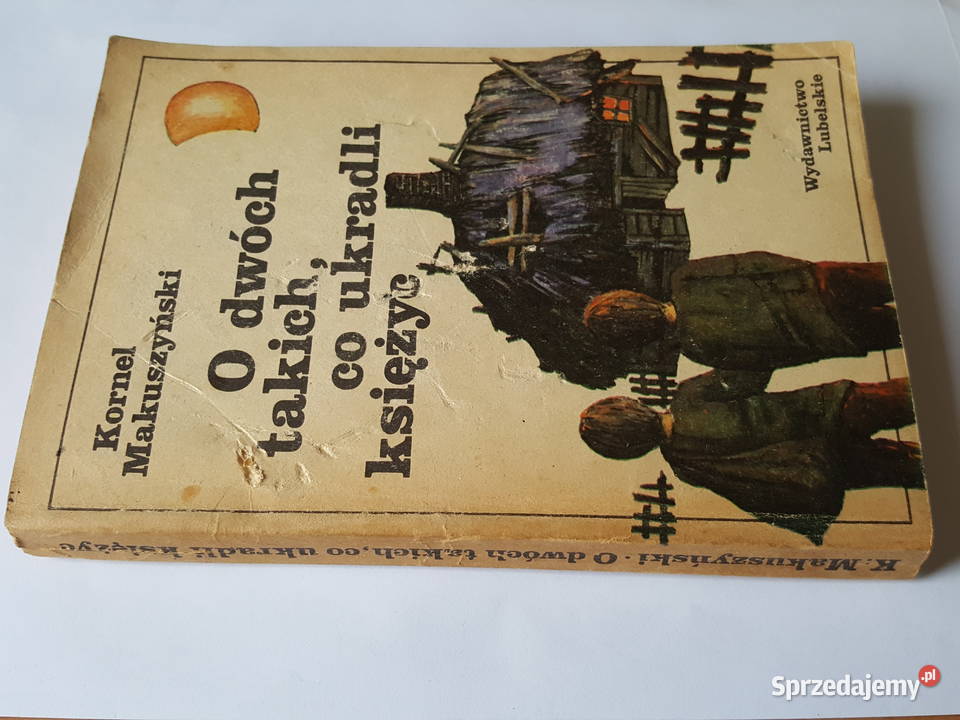 Kornel
Makuszyński
O dwóch
takich,
co ukradli
księżyc
Wydawnictwo
Lubelskie
K. Makuszyński · O dwóch takich, co ukradli księżyc
Sprzedajemy.pl